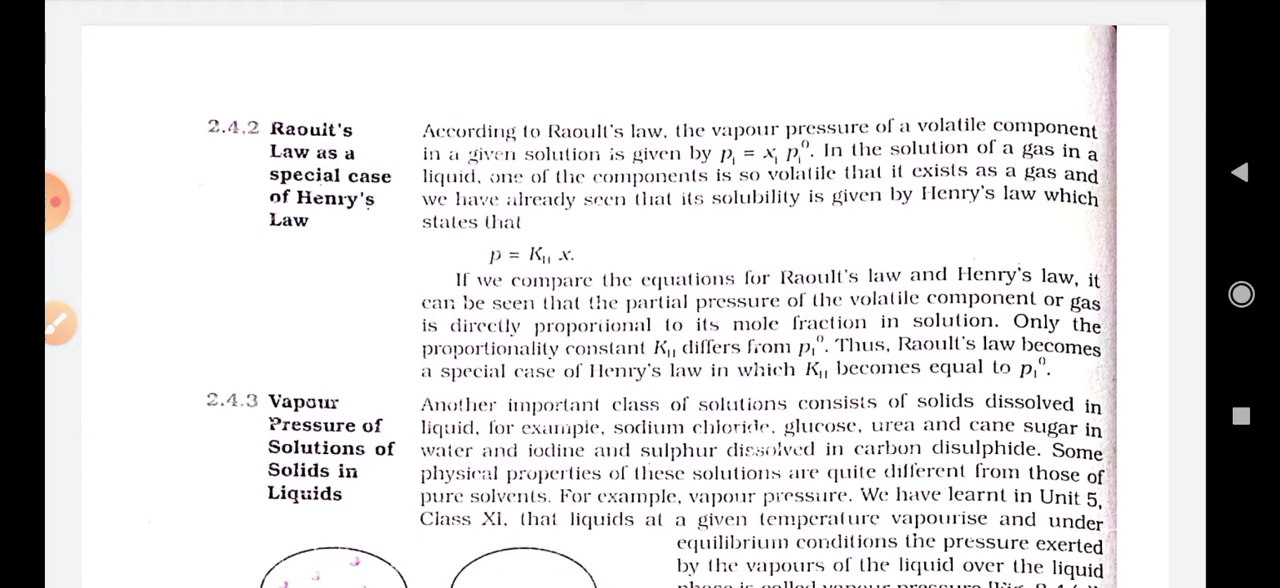 2.4.2 Raouit's
Law as a
special case
of Henry's
Law
According to Raoult's law, the vapour pressure of a volatile component
in a given solution is given by pᵢ = xᵢ pᵢ⁰. In the solution of a gas in a
liquid, one of the components is so volatile that it exists as a gas and
we have already seen that its solubility is given by Henry's law which
states that
p = K_H x.
If we compare the equations for Raoult's law and Henry's law, it
can be seen that the partial pressure of the volatile component or gas
is directly proportional to its mole fraction in solution. Only the
proportionality constant K_H differs from p₁⁰. Thus, Raoult's law becomes
a special case of Henry's law in which K_H becomes equal to p₁⁰.
2.4.3 Vapour
Pressure of
Solutions of
Solids in
Liquids
Another important class of solutions consists of solids dissolved in
liquid, for example, sodium chloride, glucose, urea and cane sugar in
water and iodine and sulphur dissolved in carbon disulphide. Some
physical properties of these solutions are quite different from those of
pure solvents. For example, vapour pressure. We have learnt in Unit 5,
Class XI, that liquids at a given temperature vapourise and under
equilibrium conditions the pressure exerted
by the vapours of the liquid over the liquid
phase is called vapour pressure